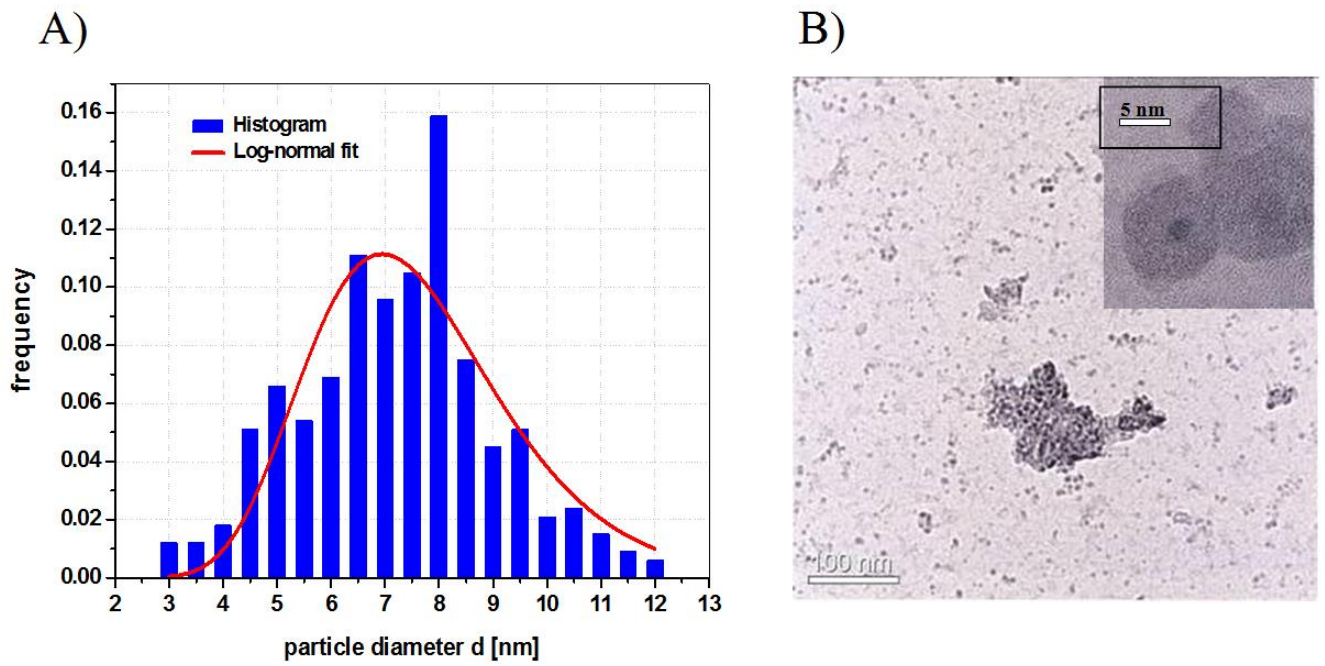 A)
B)
0.16
0.14
0.12
0.10
0.08
0.06
0.04
0.02
0.00
frequency
Histogram
Log-normal fit
2 3 4 5 6 7 8 9 10 11 12 13
particle diameter d [nm]
5 nm
100 nm